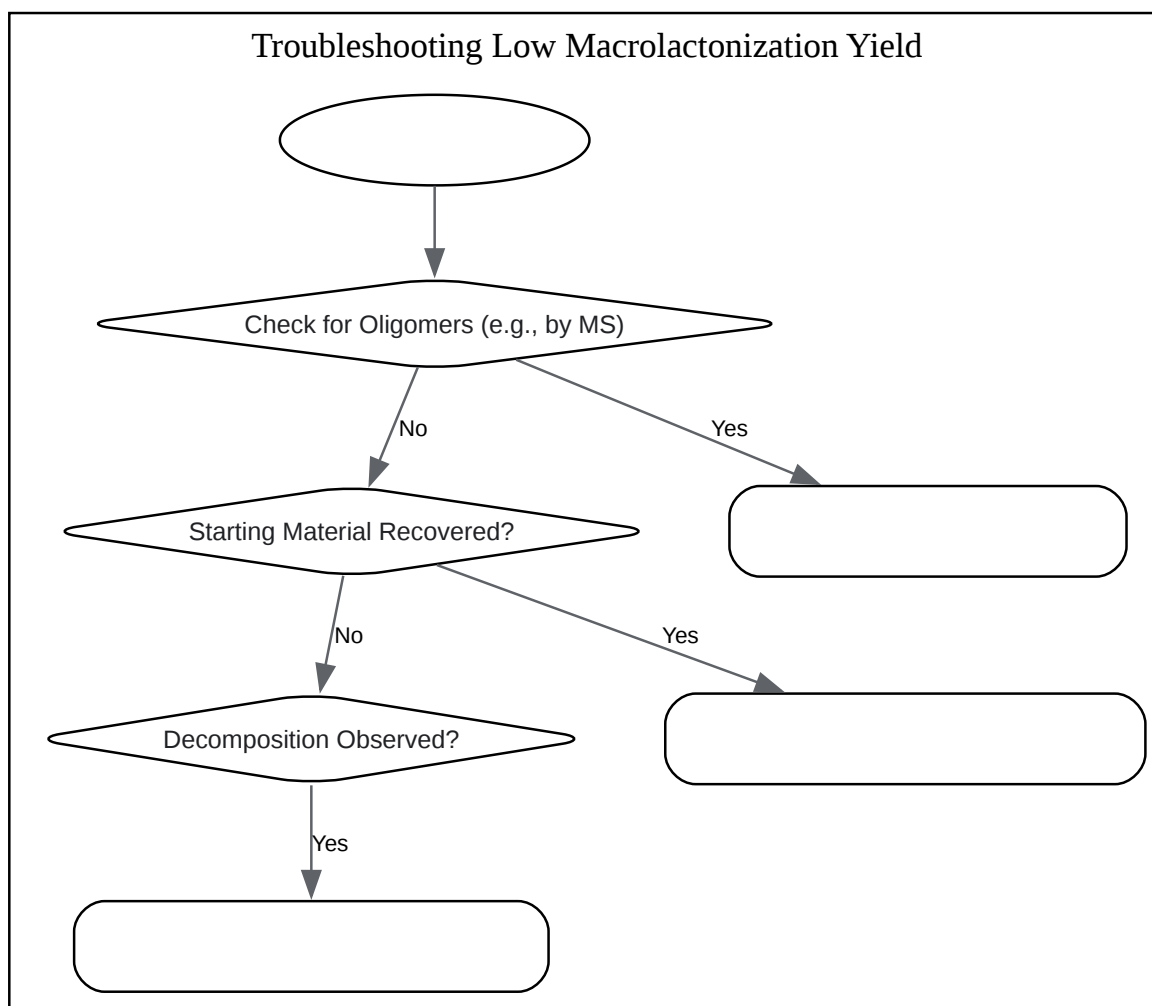 Troubleshooting Low Macrolactonization Yield
Check for Oligomers (e.g., by MS)
No
Yes
Starting Material Recovered?
No
Yes
Decomposition Observed?
Yes